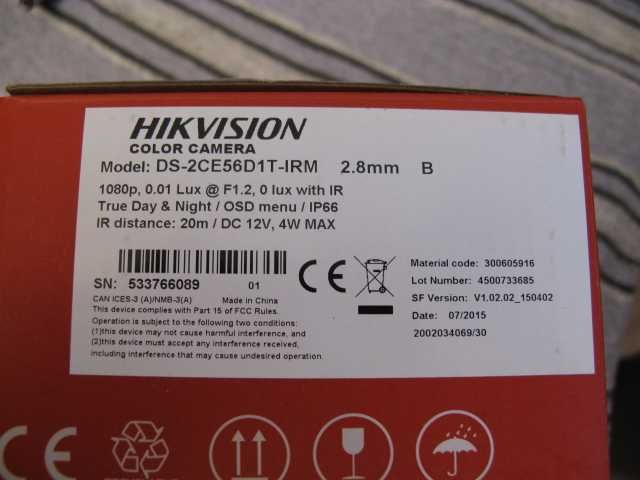 HIKVISION
COLOR CAMERA
Model: DS-2CE56D1T-IRM 2.8mm B
1080p, 0.01 Lux @ F1.2, 0 lux with IR
True Day & Night / OSD menu / IP66
IR distance: 20m / DC 12V, 4W MAX
SN: 533766089 01
CAN ICES-3 (A)/NMB-3(A) Made in China
This device complies with Part 15 of FCC Rules.
Operation is subject to the following two conditions:
(1)this device may not cause harmful interference, and
(2)this device must accept any interference received,
including interference that may cause undesired operation.
CE
Material code: 300605916
Lot Number: 4500733685
SF Version: V1.02.02_150402
Date: 07/2015
2002034069/30
CE